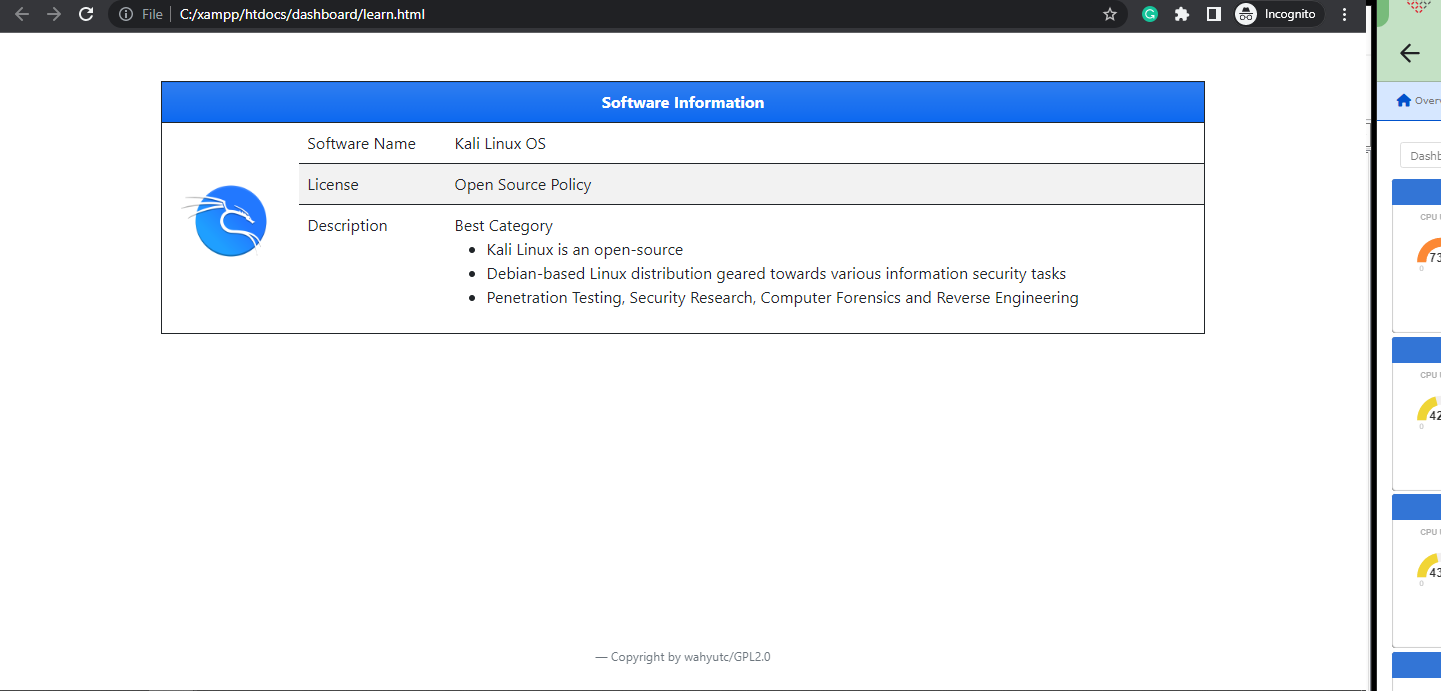 File
C:/xampp/htdocs/dashboard/learn.html
Incognito
Software Information
Software Name Kali Linux OS
License Open Source Policy
Description Best Category
Kali Linux is an open-source
Debian-based Linux distribution geared towards various information security tasks
Penetration Testing, Security Research, Computer Forensics and Reverse Engineering
— Copyright by wahyutc/GPL2.0
Overv
Dashb
CPU U
73
0
CPU U
42
0
CPU U
43
0